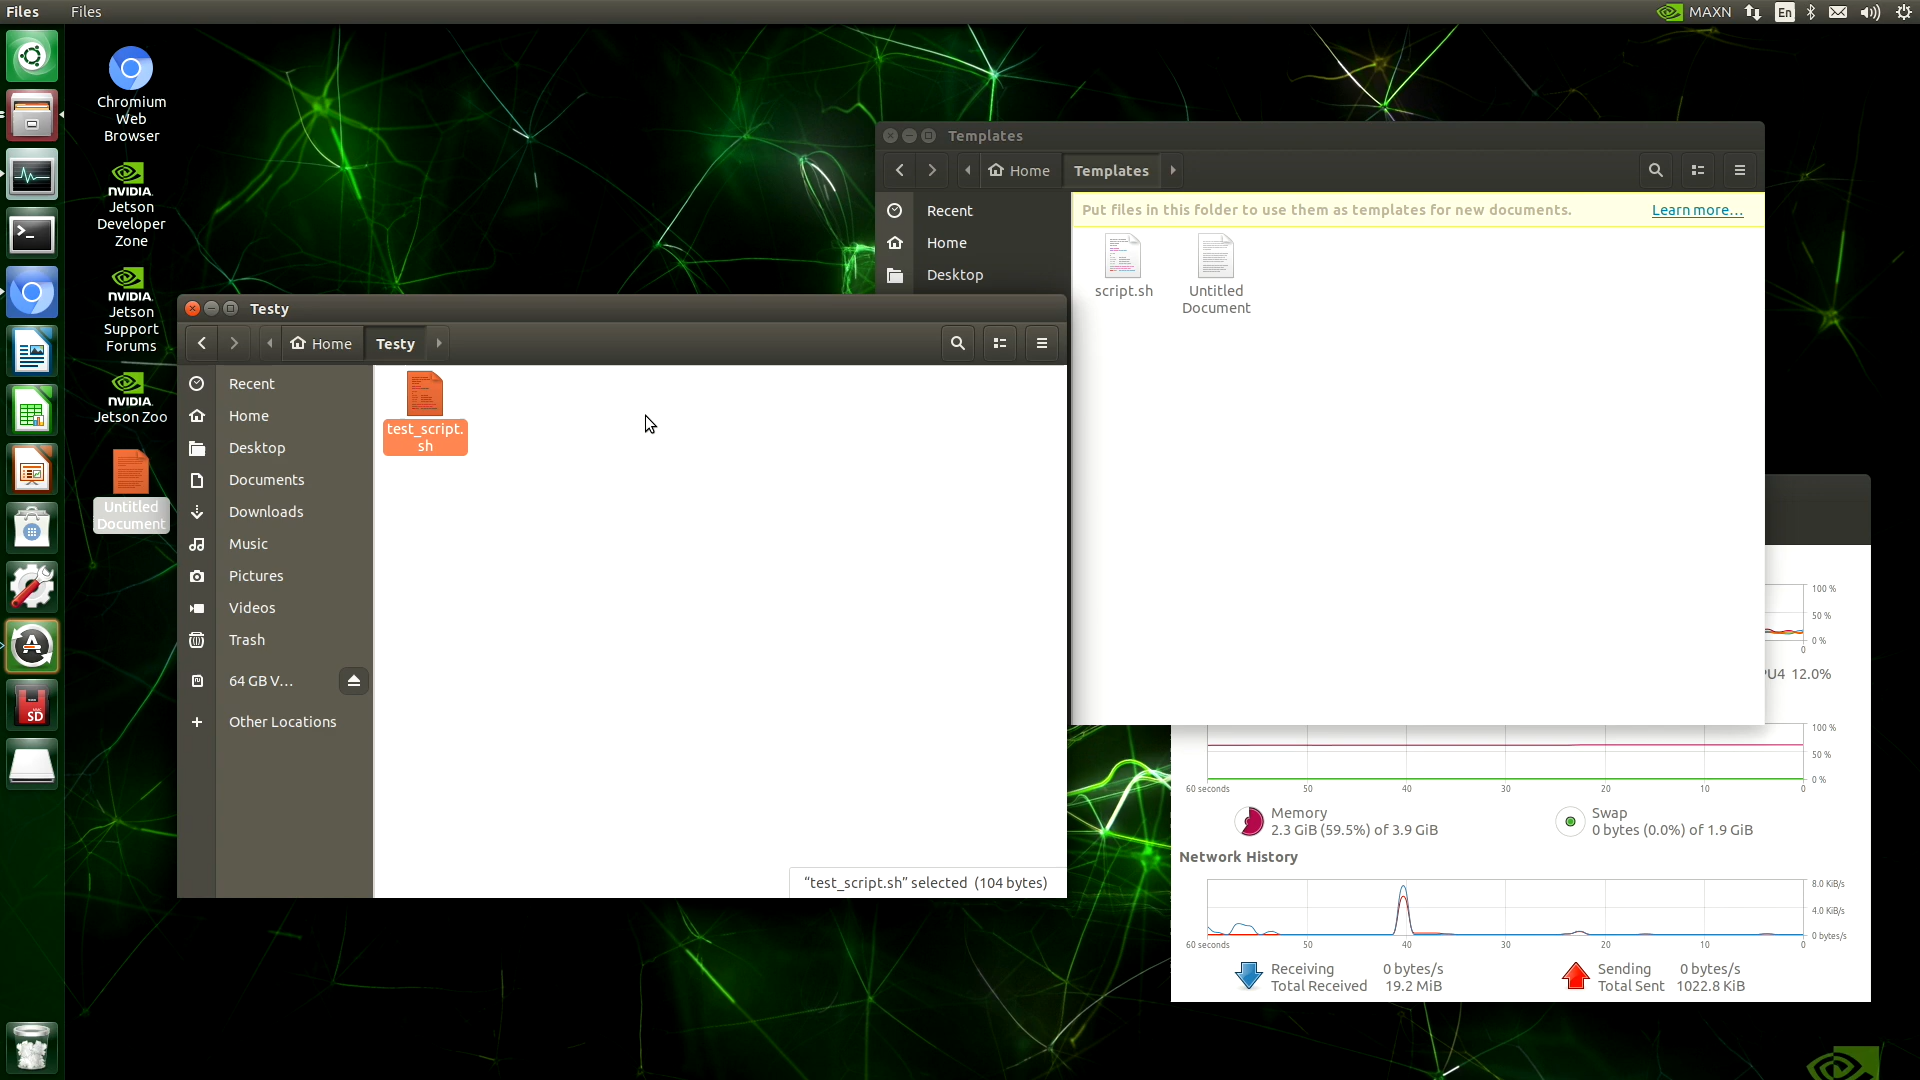 Files
Files
MAXN
En
Chromium
Web
Browser
NVIDIA.
Jetson
Developer
Zone
NVIDIA.
Jetson
Support
Forums
NVIDIA.
Jetson Zoo
Untitled
Document
SD
Templates
Home
Templates
Recent
Home
Desktop
Put files in this folder to use them as templates for new documents.
Learn more...
script.sh
Untitled
Document
Testy
Home
Testy
Recent
Home
Desktop
Documents
Downloads
Music
Pictures
Videos
Trash
64 GB V...
Other Locations
test_script.
sh
“test_script.sh” selected (104 bytes)
100 %
50 %
0 %
0
12.0%
100 %
50 %
0 %
60 seconds 50 40 30 20 10 0
Memory
2.3 GiB (59.5%) of 3.9 GiB
Swap
0 bytes (0.0%) of 1.9 GiB
Network History
8.0 KiB/s
4.0 KiB/s
0 bytes/s
60 seconds 50 40 30 20 10 0
Receiving 0 bytes/s
Total Received 19.2 MiB
Sending 0 bytes/s
Total Sent 1022.8 KiB